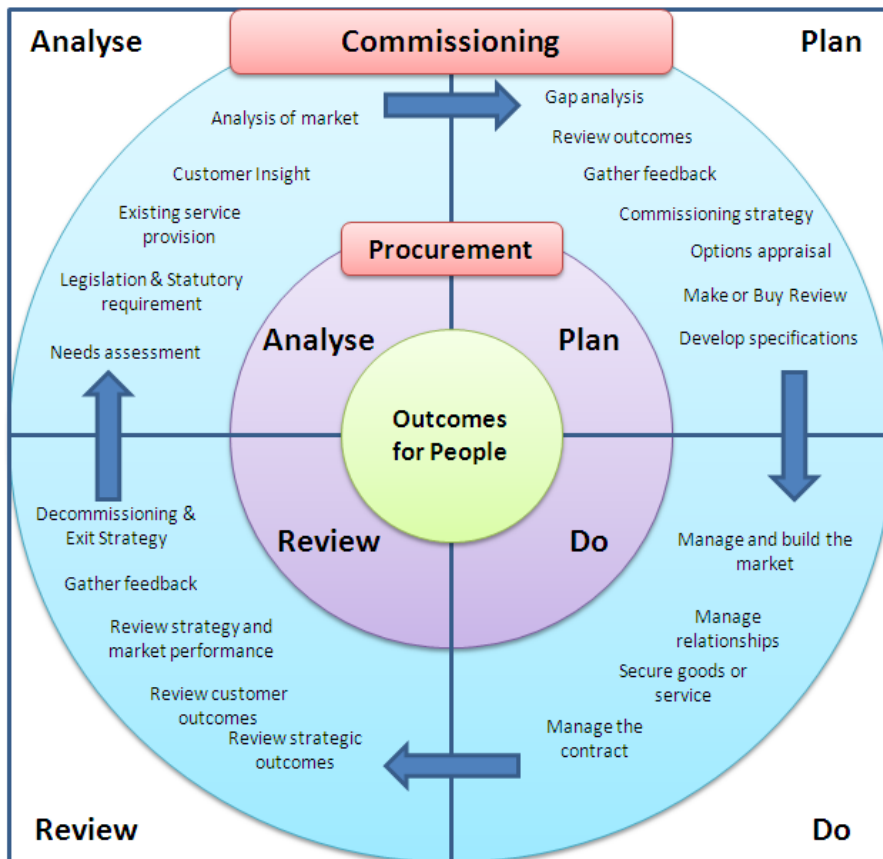 Analyse
Commissioning
Plan
Analysis of market
Customer Insight
Existing service
provision
Legislation & Statutory
requirement
Needs assessment
Gap analysis
Review outcomes
Gather feedback
Commissioning strategy
Options appraisal
Make or Buy Review
Develop specifications
Procurement
Analyse
Plan
Outcomes
for People
Review
Do
Decommissioning &
Exit Strategy
Gather feedback
Review strategy and
market performance
Review customer
outcomes
Review strategic
outcomes
Manage and build the
market
Manage
relationships
Secure goods or
service
Manage the
contract
Review
Do